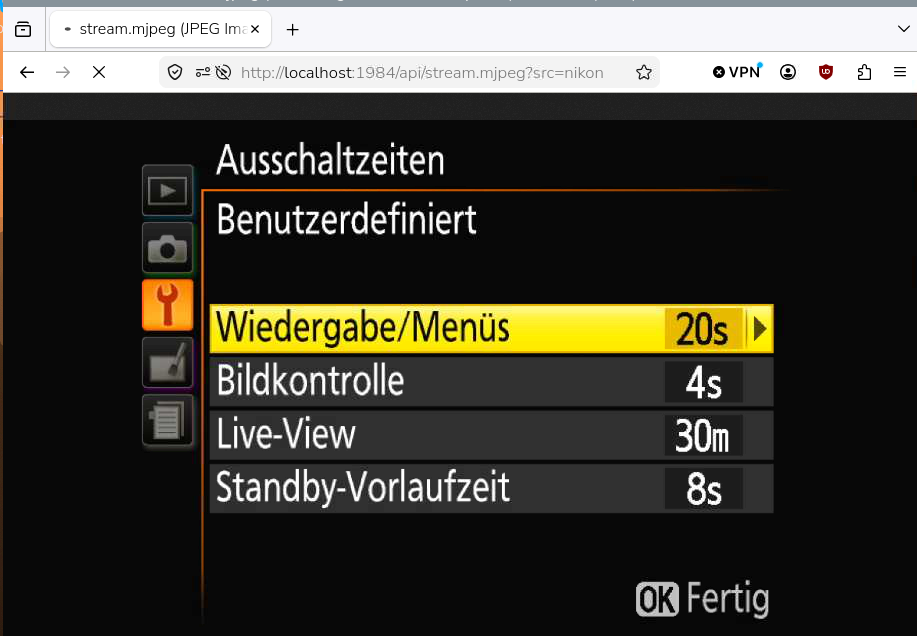 stream.mjpeg (JPEG Ima
http://localhost:1984/api/stream.mjpeg?src=nikon
VPN
Ausschaltzeiten
Benutzerdefiniert
Wiedergabe/Menüs 20s
Bildkontrolle 4s
Live-View 30m
Standby-Vorlaufzeit 8s
OK Fertig